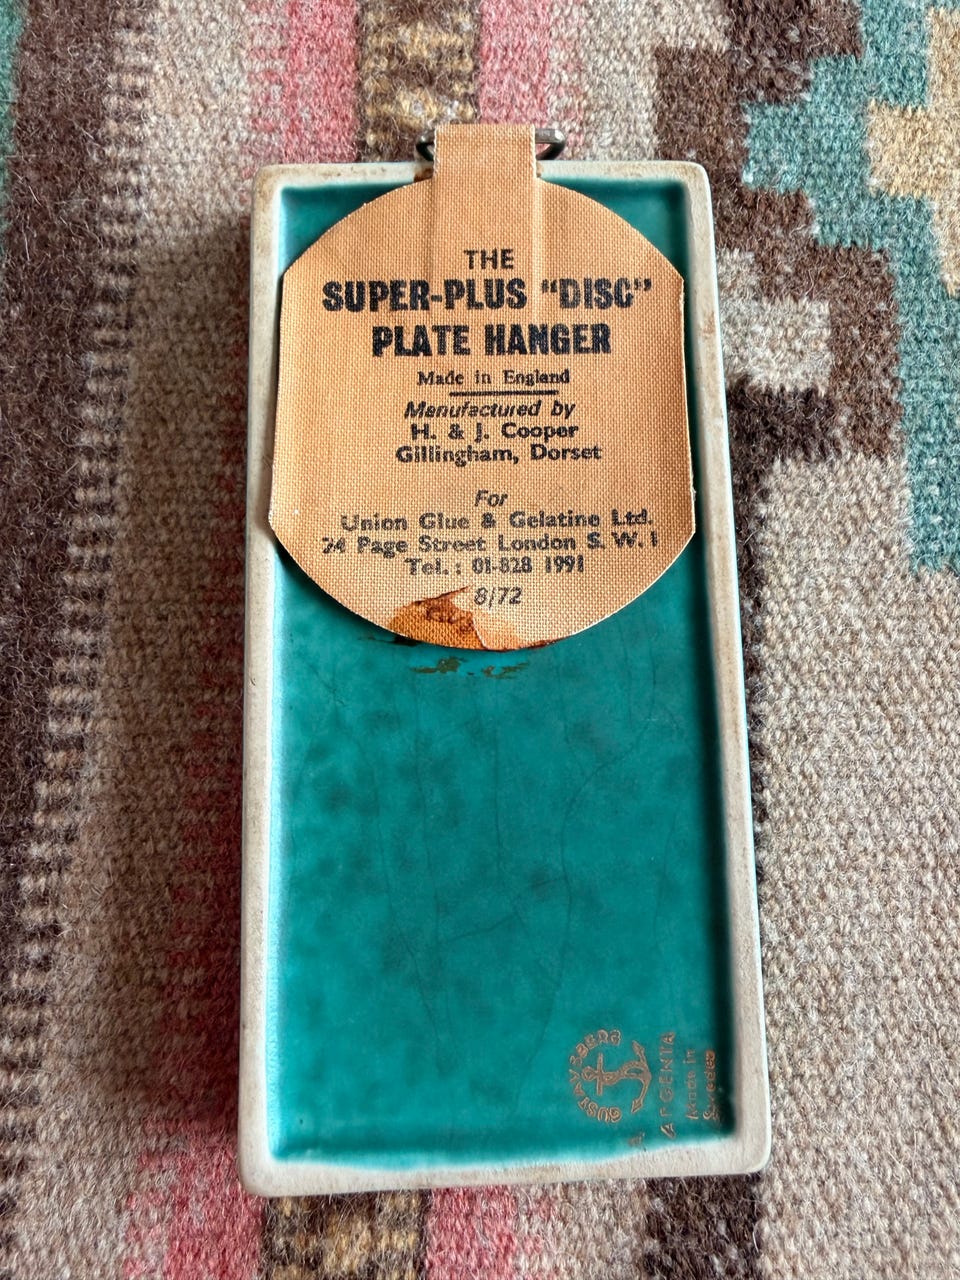 THE
SUPER-PLUS “DISC”
PLATE HANGER
Made in England
Manufactured by
H. & J. Cooper
Gillingham, Dorset
For
Union Glue & Gelatine Ltd.
24 Page Street London S. W. 1
Tel. : 01-828 1991
8/72
GUSTAVSBERG
ARGENTA
Made in
Sweden